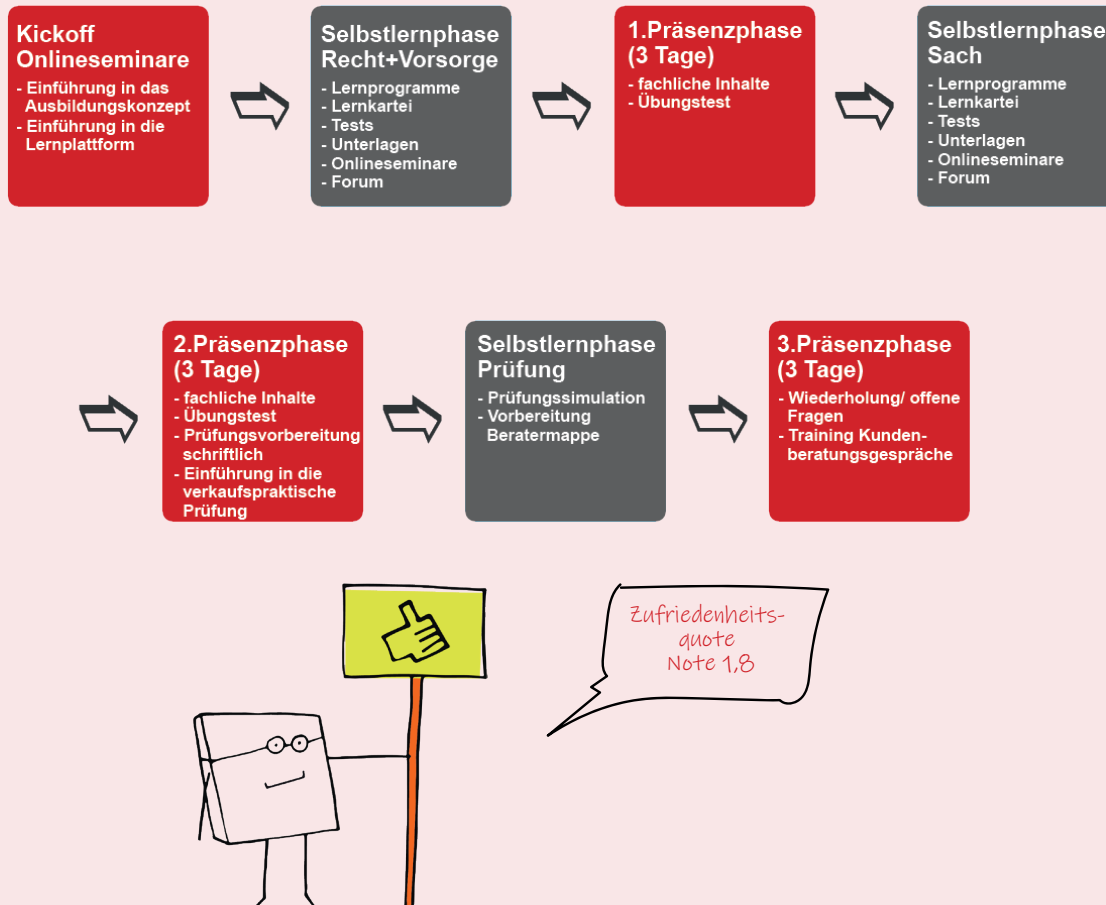 Kickoff
Onlineseminare
- Einführung in das
Ausbildungskonzept
- Einführung in die
Lernplattform
Selbstlernphase
Recht+Vorsorge
- Lernprogramme
- Lernkartei
- Tests
- Unterlagen
- Onlineseminare
- Forum
1.Präsenzphase
(3 Tage)
- fachliche Inhalte
- Übungstest
Selbstlernphase
Sach
- Lernprogramme
- Lernkartei
- Tests
- Unterlagen
- Onlineseminare
- Forum
2.Präsenzphase
(3 Tage)
- fachliche Inhalte
- Übungstest
- Prüfungsvorbereitung
schriftlich
- Einführung in die
verkaufspraktische
Prüfung
Selbstlernphase
Prüfung
- Prüfungssimulation
- Vorbereitung
Beratermappe
3.Präsenzphase
(3 Tage)
- Wiederholung/ offene
Fragen
- Training Kunden-
beratungsgespräche
Zufriedenheits-
quote
Note 1,8